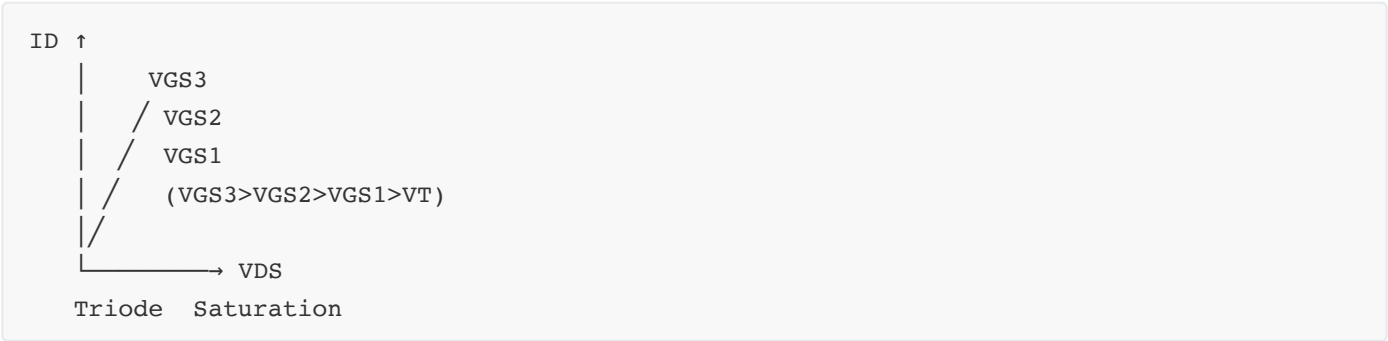 ID ↑
VGS3
VGS2
VGS1
(VGS3>VGS2>VGS1>VT)
→ VDS
Triode Saturation